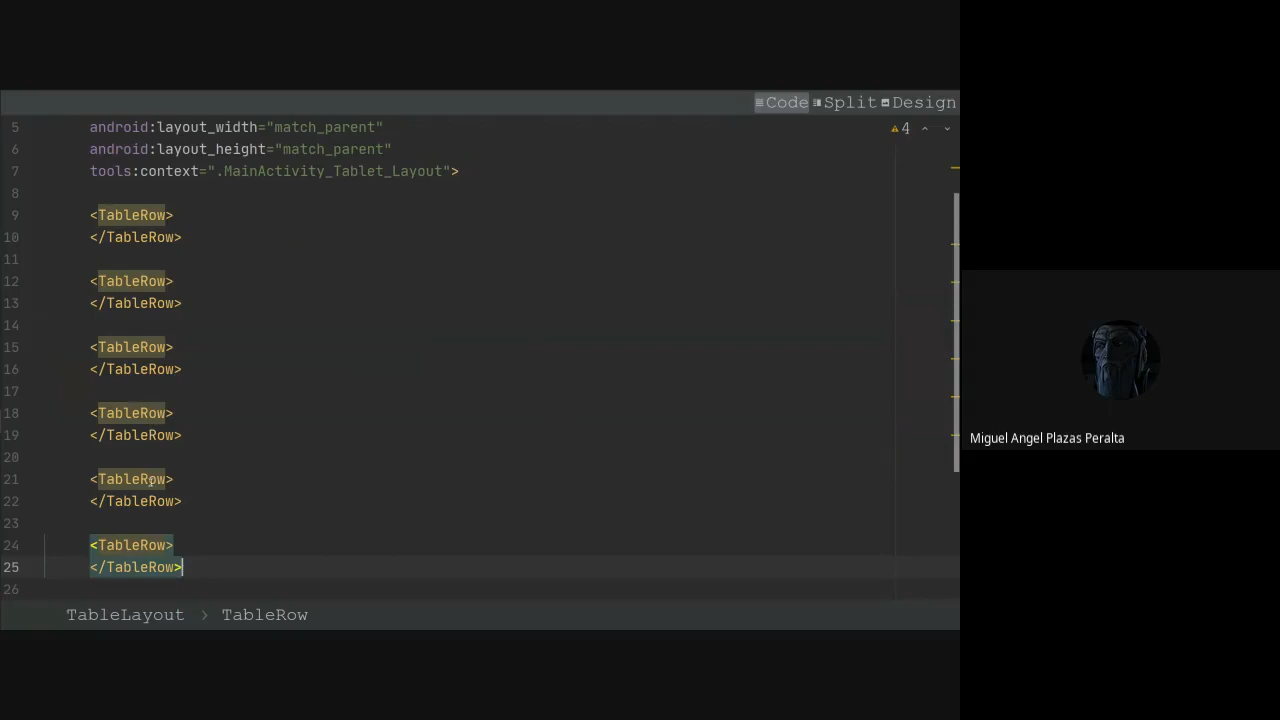 Code Split Design
5 android:layout_width="match_parent"
4
6 android:layout_height="match_parent"
7 tools:context=".MainActivity_Tablet_Layout">
8
9 <TableRow>
10 </TableRow>
11
12 <TableRow>
13 </TableRow>
14
15 <TableRow>
16 </TableRow>
17
18 <TableRow>
19 </TableRow>
20
21 <TableRow>
22 </TableRow>
23
24 <TableRow>
25 </TableRow>
26
TableLayout > TableRow
Miguel Angel Plazas Peralta